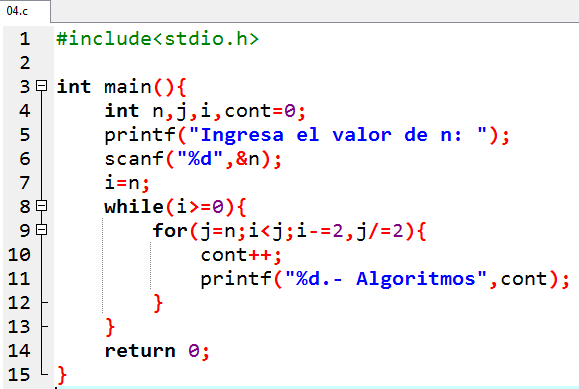 04.c
1 #include<stdio.h>
2
3 int main(){
4 int n,j,i,cont=0;
5 printf("Ingresa el valor de n: ");
6 scanf("%d",&n);
7 i=n;
8 while(i>=0){
9 for(j=n;i<j;i-=2,j/=2){
10 cont++;
11 printf("%d.- Algoritmos",cont);
12 }
13 }
14 return 0;
15 }